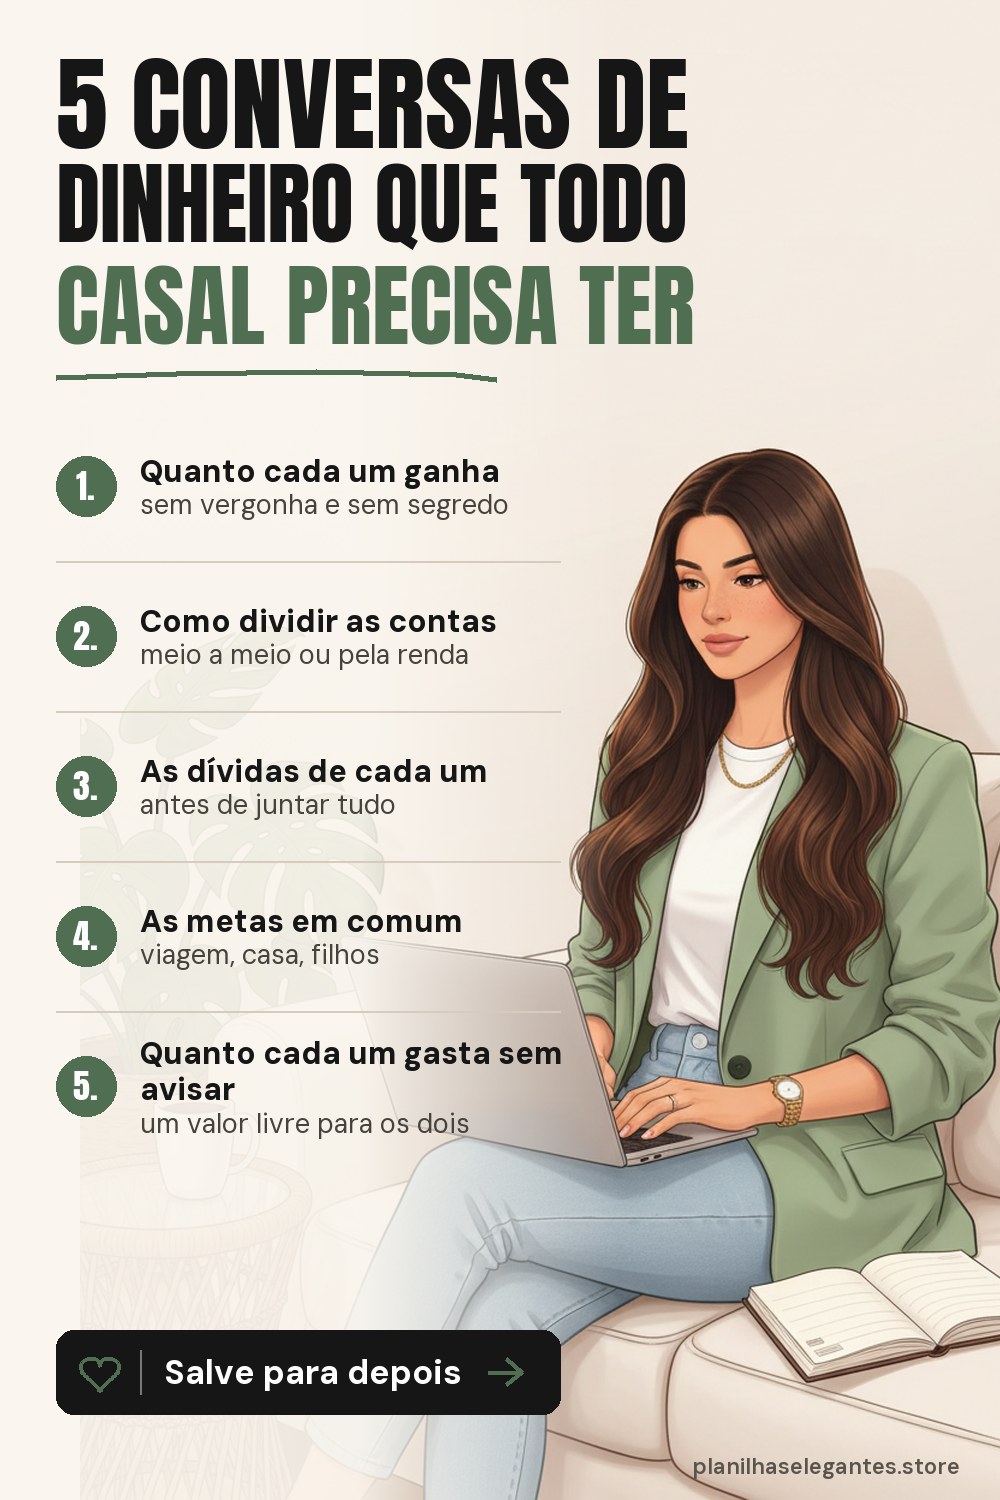 5 CONVERSAS DE
DINHEIRO QUE TODO
CASAL PRECISA TER
1.
Quanto cada um ganha
sem vergonha e sem segredo
2.
Como dividir as contas
meio a meio ou pela renda
3.
As dívidas de cada um
antes de juntar tudo
4.
As metas em comum
viagem, casa, filhos
5.
Quanto cada um gasta sem
avisar
um valor livre para os dois
Salve para depois
planilhaselegantes.store